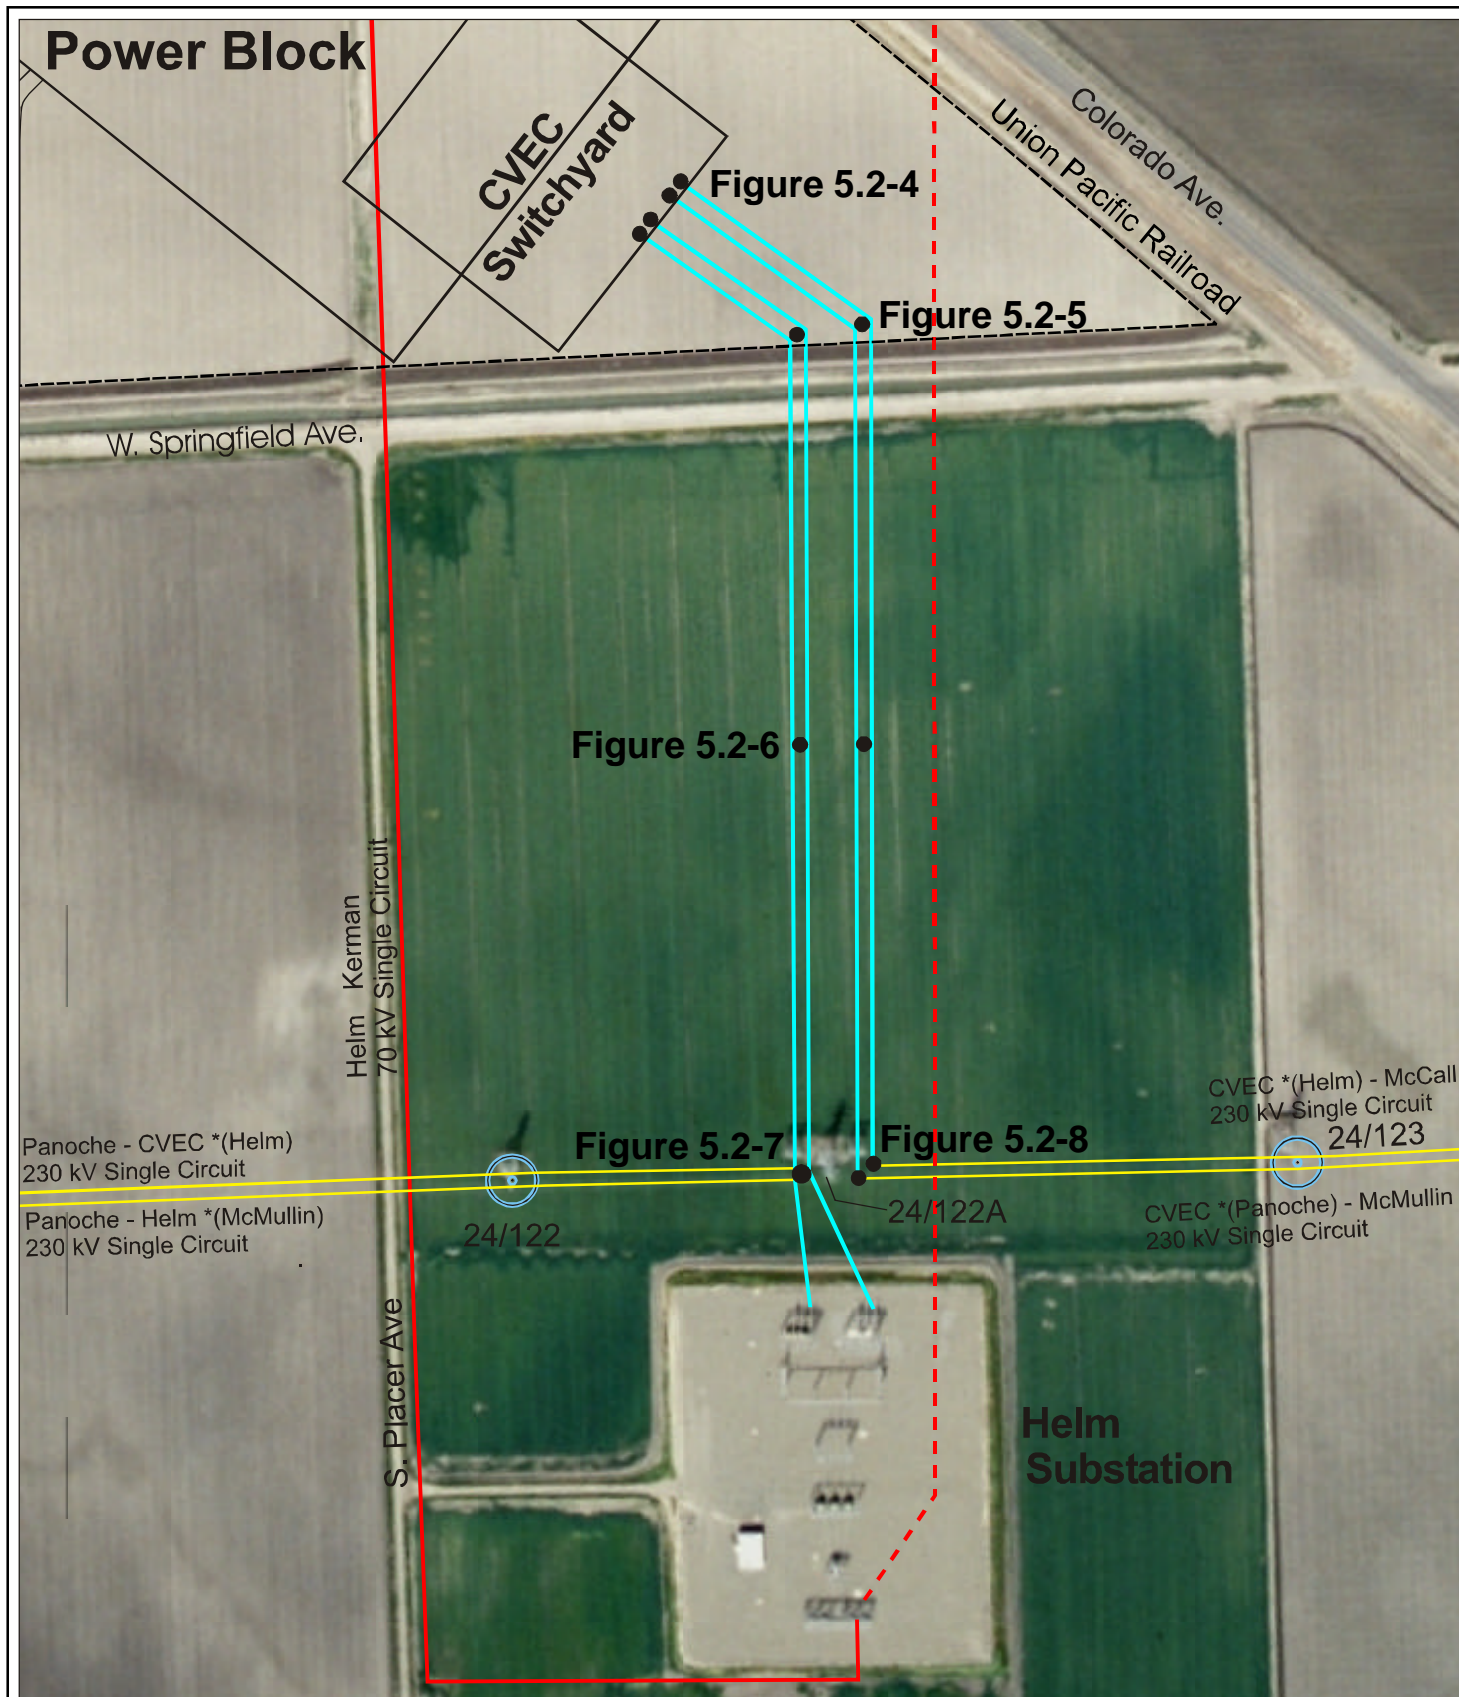 Power Block
CVEC
Switchyard
Colorado Ave.
Union Pacific Railroad
Figure 5.2-4
Figure 5.2-5
W. Springfield Ave.
Figure 5.2-6
Helm Kerman
70 kV Single Circuit
CVEC *(Helm) - McCall
230 kV Single Circuit
24/123
Panoche - CVEC *(Helm)
230 kV Single Circuit
Figure 5.2-7
Figure 5.2-8
Panoche - Helm *(McMullin)
230 kV Single Circuit
24/122
24/122A
CVEC *(Panoche) - McMullin
230 kV Single Circuit
S. Placer Ave
Helm
Substation